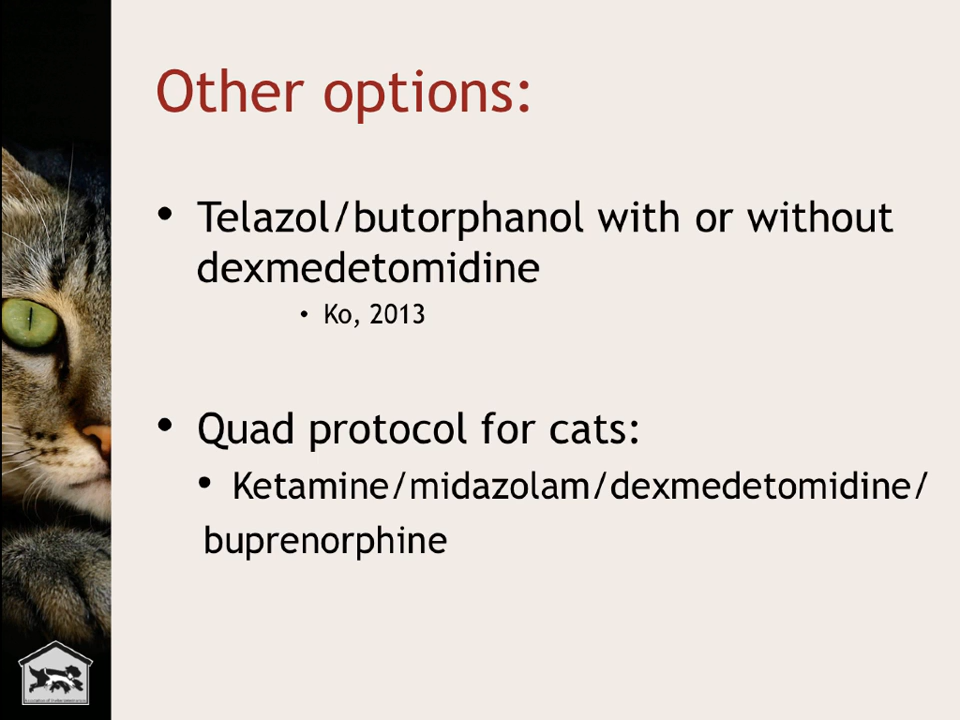 Other options:
• Telazol/butorphanol with or without
dexmedetomidine
• Ko, 2013
• Quad protocol for cats:
• Ketamine/midazolam/dexmedetomidine/
buprenorphine